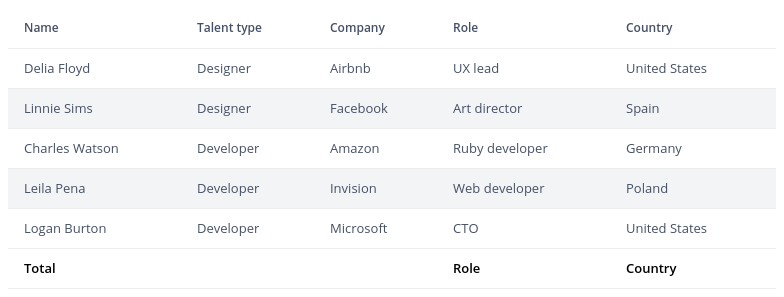 Name Talent type Company Role Country
Delia Floyd Designer Airbnb UX lead United States
Linnie Sims Designer Facebook Art director Spain
Charles Watson Developer Amazon Ruby developer Germany
Leila Pena Developer Invision Web developer Poland
Logan Burton Developer Microsoft CTO United States
Total Role Country